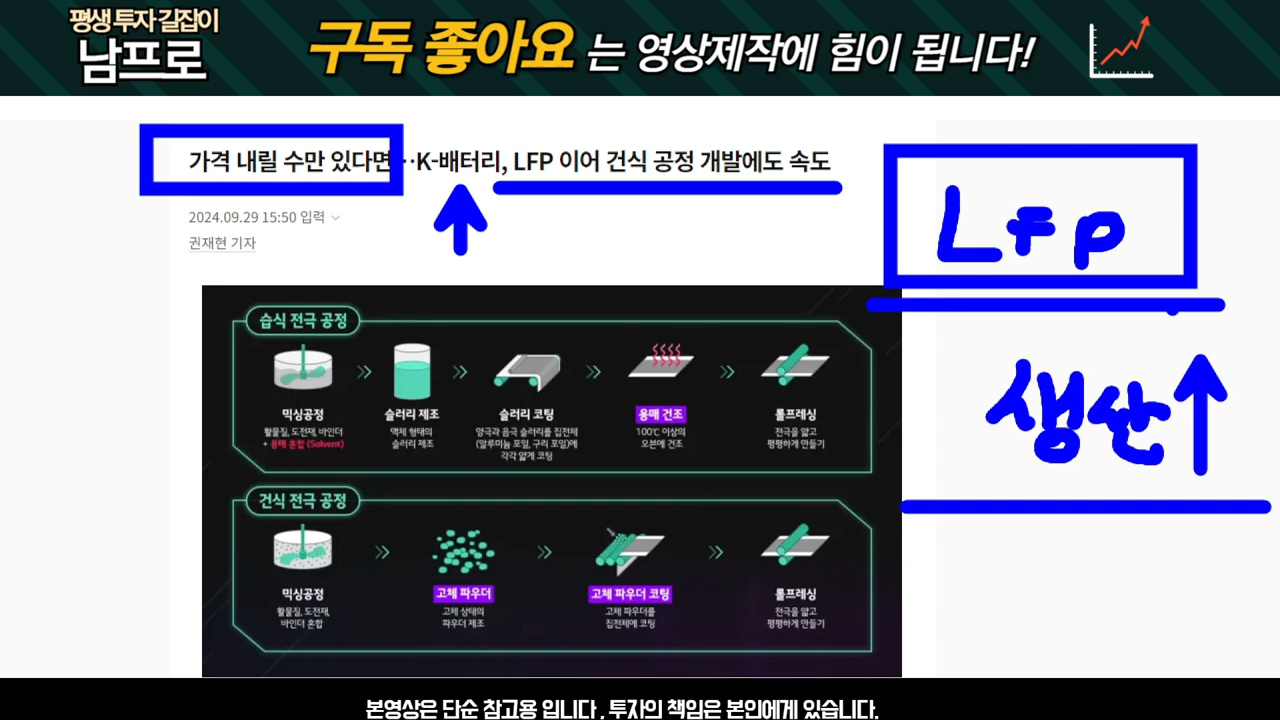 평생 투자 길잡이
남프로
구독 좋아요 는 영상제작에 힘이 됩니다!
가격 내릴 수만 있다면…K-배터리, LFP 이어 건식 공정 개발에도 속도
2024.09.29 15:50 입력
권재현 기자
Lfp
생산
습식 전극 공정
믹싱공정
활물질, 도전재, 바인더
+ 용매 혼합 (Solvent)
슬러리 제조
액체 형태의
슬러리 제조
슬러리 코팅
양극과 음극 슬러리를 집전체
(알루미늄 포일, 구리 포일)에
각각 얇게 코팅
용매 건조
100℃ 이상의
오븐에 건조
롤프레싱
전극을 얇고
평평하게 만들기
건식 전극 공정
믹싱공정
활물질, 도전재,
바인더 혼합
고체 파우더
고체 상태의
파우더 제조
고체 파우더 코팅
고체 파우더를
집전체에 코팅
롤프레싱
전극을 얇고
평평하게 만들기
본영상은 단순 참고용 입니다 , 투자의 책임은 본인에게 있습니다.